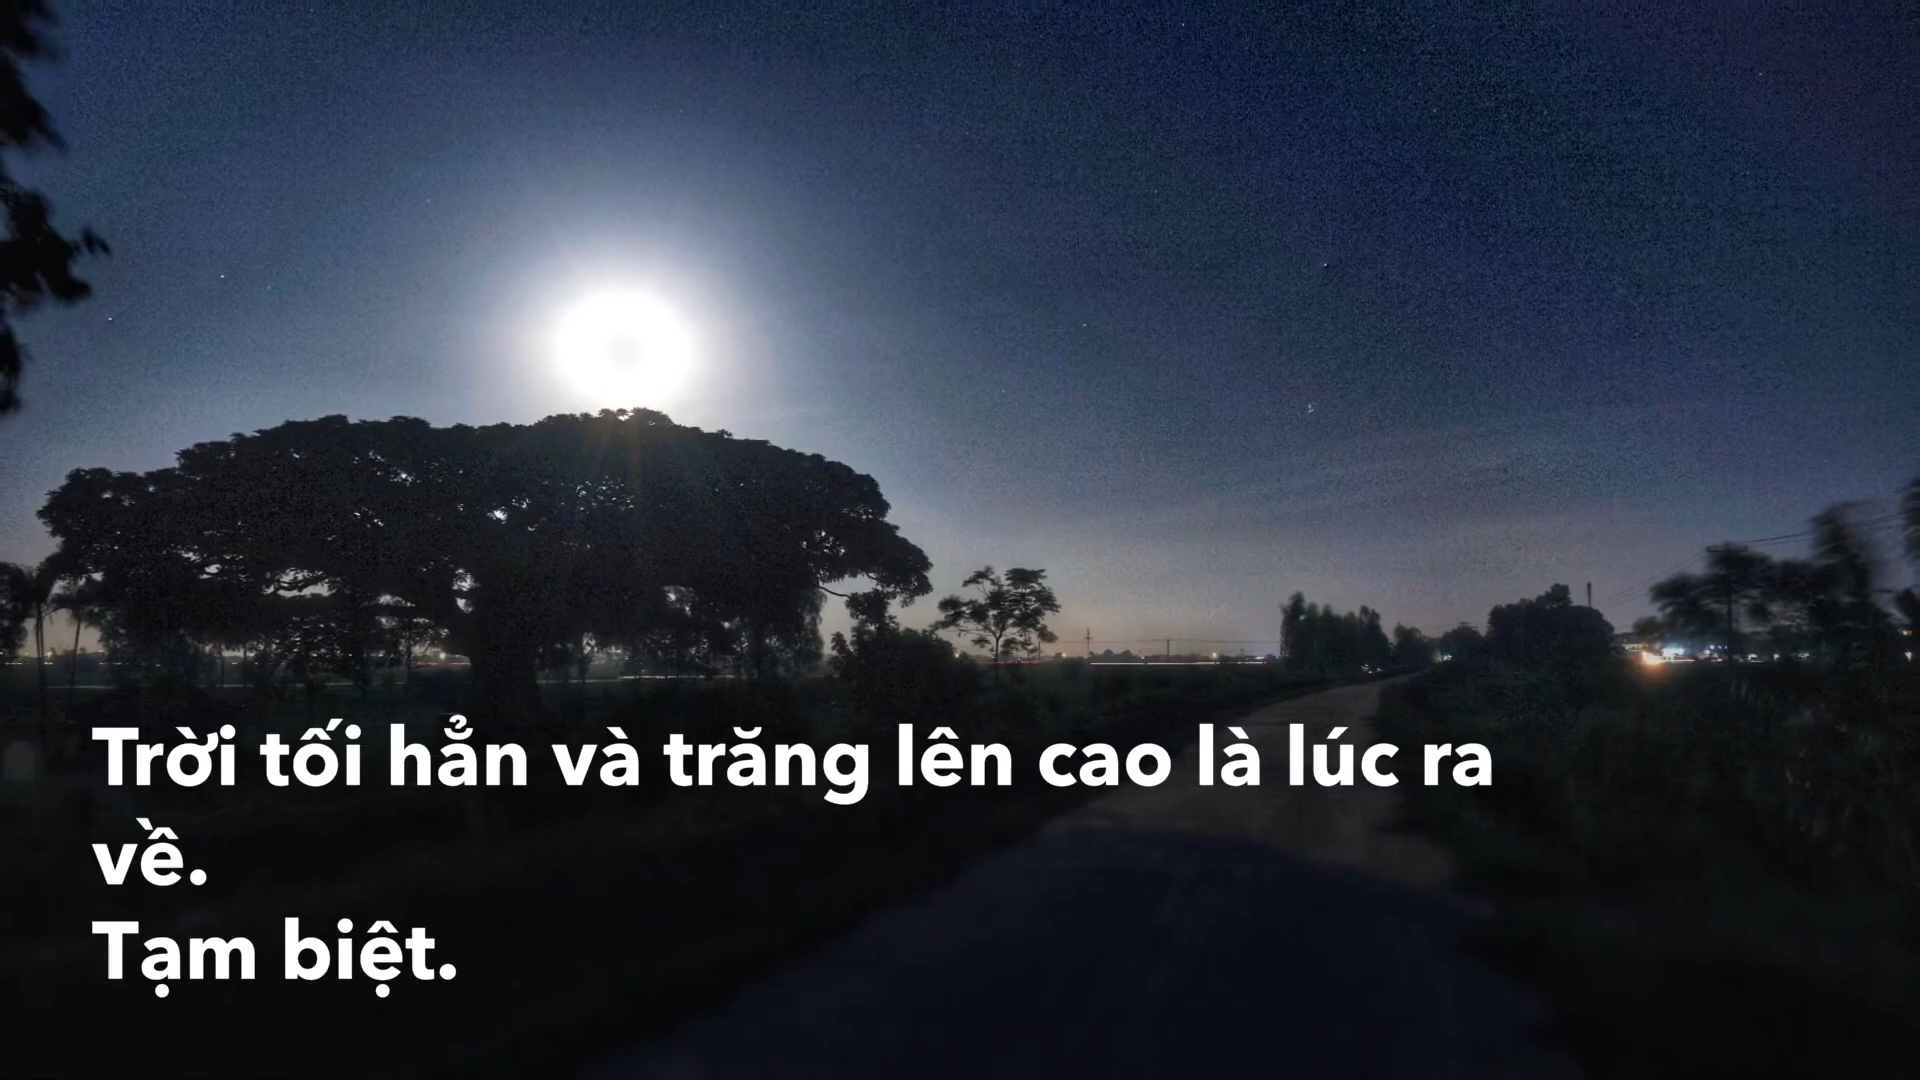 Trời tối hẳn và trăng lên cao là lúc ra
về.
Tạm biệt.